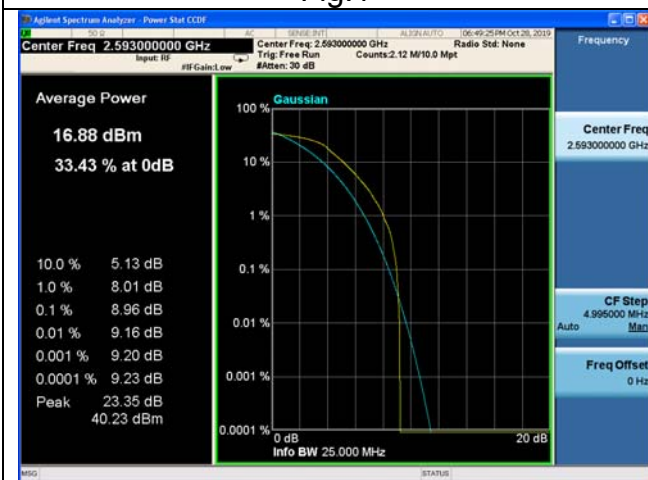 Agilent Spectrum Analyzer - Power Stat CCDF
50 Ω AC SENSE:INT ALIGN AUTO 06:49:25 PM Oct 28, 2019
Center Freq 2.593000000 GHz
Input: RF
#IFGain:Low
Center Freq: 2.593000000 GHz
Trig: Free Run Counts:2.12 M/10.0 Mpt
#Atten: 30 dB
Radio Std: None
Frequency
Average Power
16.88 dBm
33.43 % at 0dB
10.0 % 5.13 dB
1.0 % 8.01 dB
0.1 % 8.96 dB
0.01 % 9.16 dB
0.001 % 9.20 dB
0.0001 % 9.23 dB
Peak 23.35 dB
40.23 dBm
Gaussian
100 %
10 %
1 %
0.1 %
0.01 %
0.001 %
0.0001 %
0 dB 20 dB
Info BW 25.000 MHz
Center Freq
2.593000000 GHz
CF Step
4.995000 MHz
Auto Man
Freq Offset
0 Hz
MSG STATUS